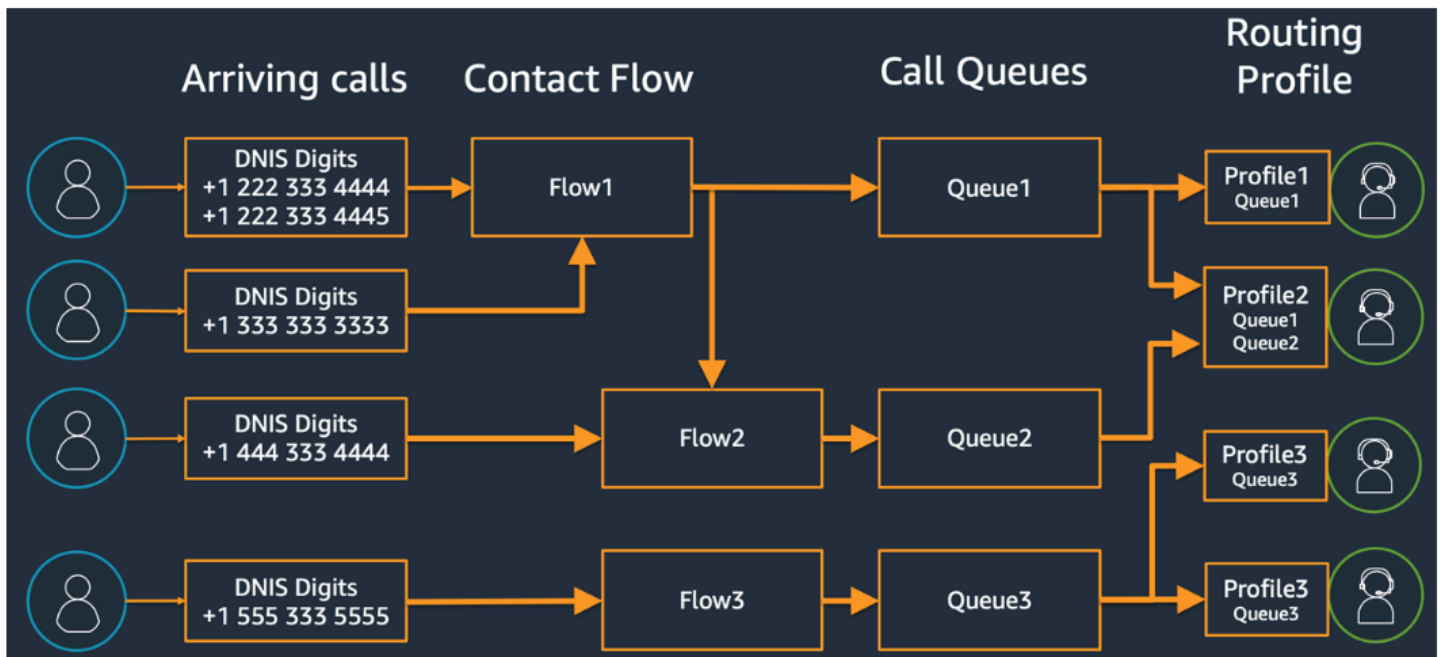 Arriving calls
Contact Flow
Call Queues
Routing
Profile
DNIS Digits
+1 222 333 4444
+1 222 333 4445
Flow1
Queue1
Profile1
Queue1
DNIS Digits
+1 333 333 3333
Profile2
Queue1
Queue2
DNIS Digits
+1 444 333 4444
Flow2
Queue2
Profile3
Queue3
DNIS Digits
+1 555 333 5555
Flow3
Queue3
Profile3
Queue3